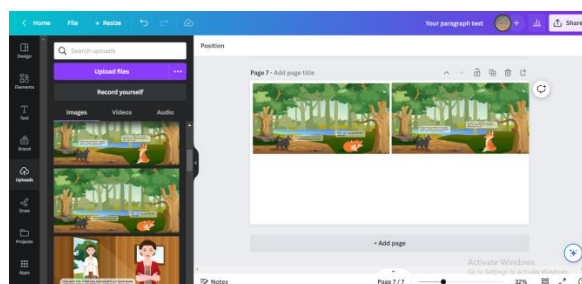 Home File Resize Your paragraph text + Share
Design
Elements
Text
Brand
Uploads
Draw
Projects
Apps
Search uploads
Upload files
Record yourself
Images Videos Audio
Position
Page 7 - Add page title
+ Add page
Activate Windows
Go to Settings to activate Windows.
Notes Page 7 / 7 32%